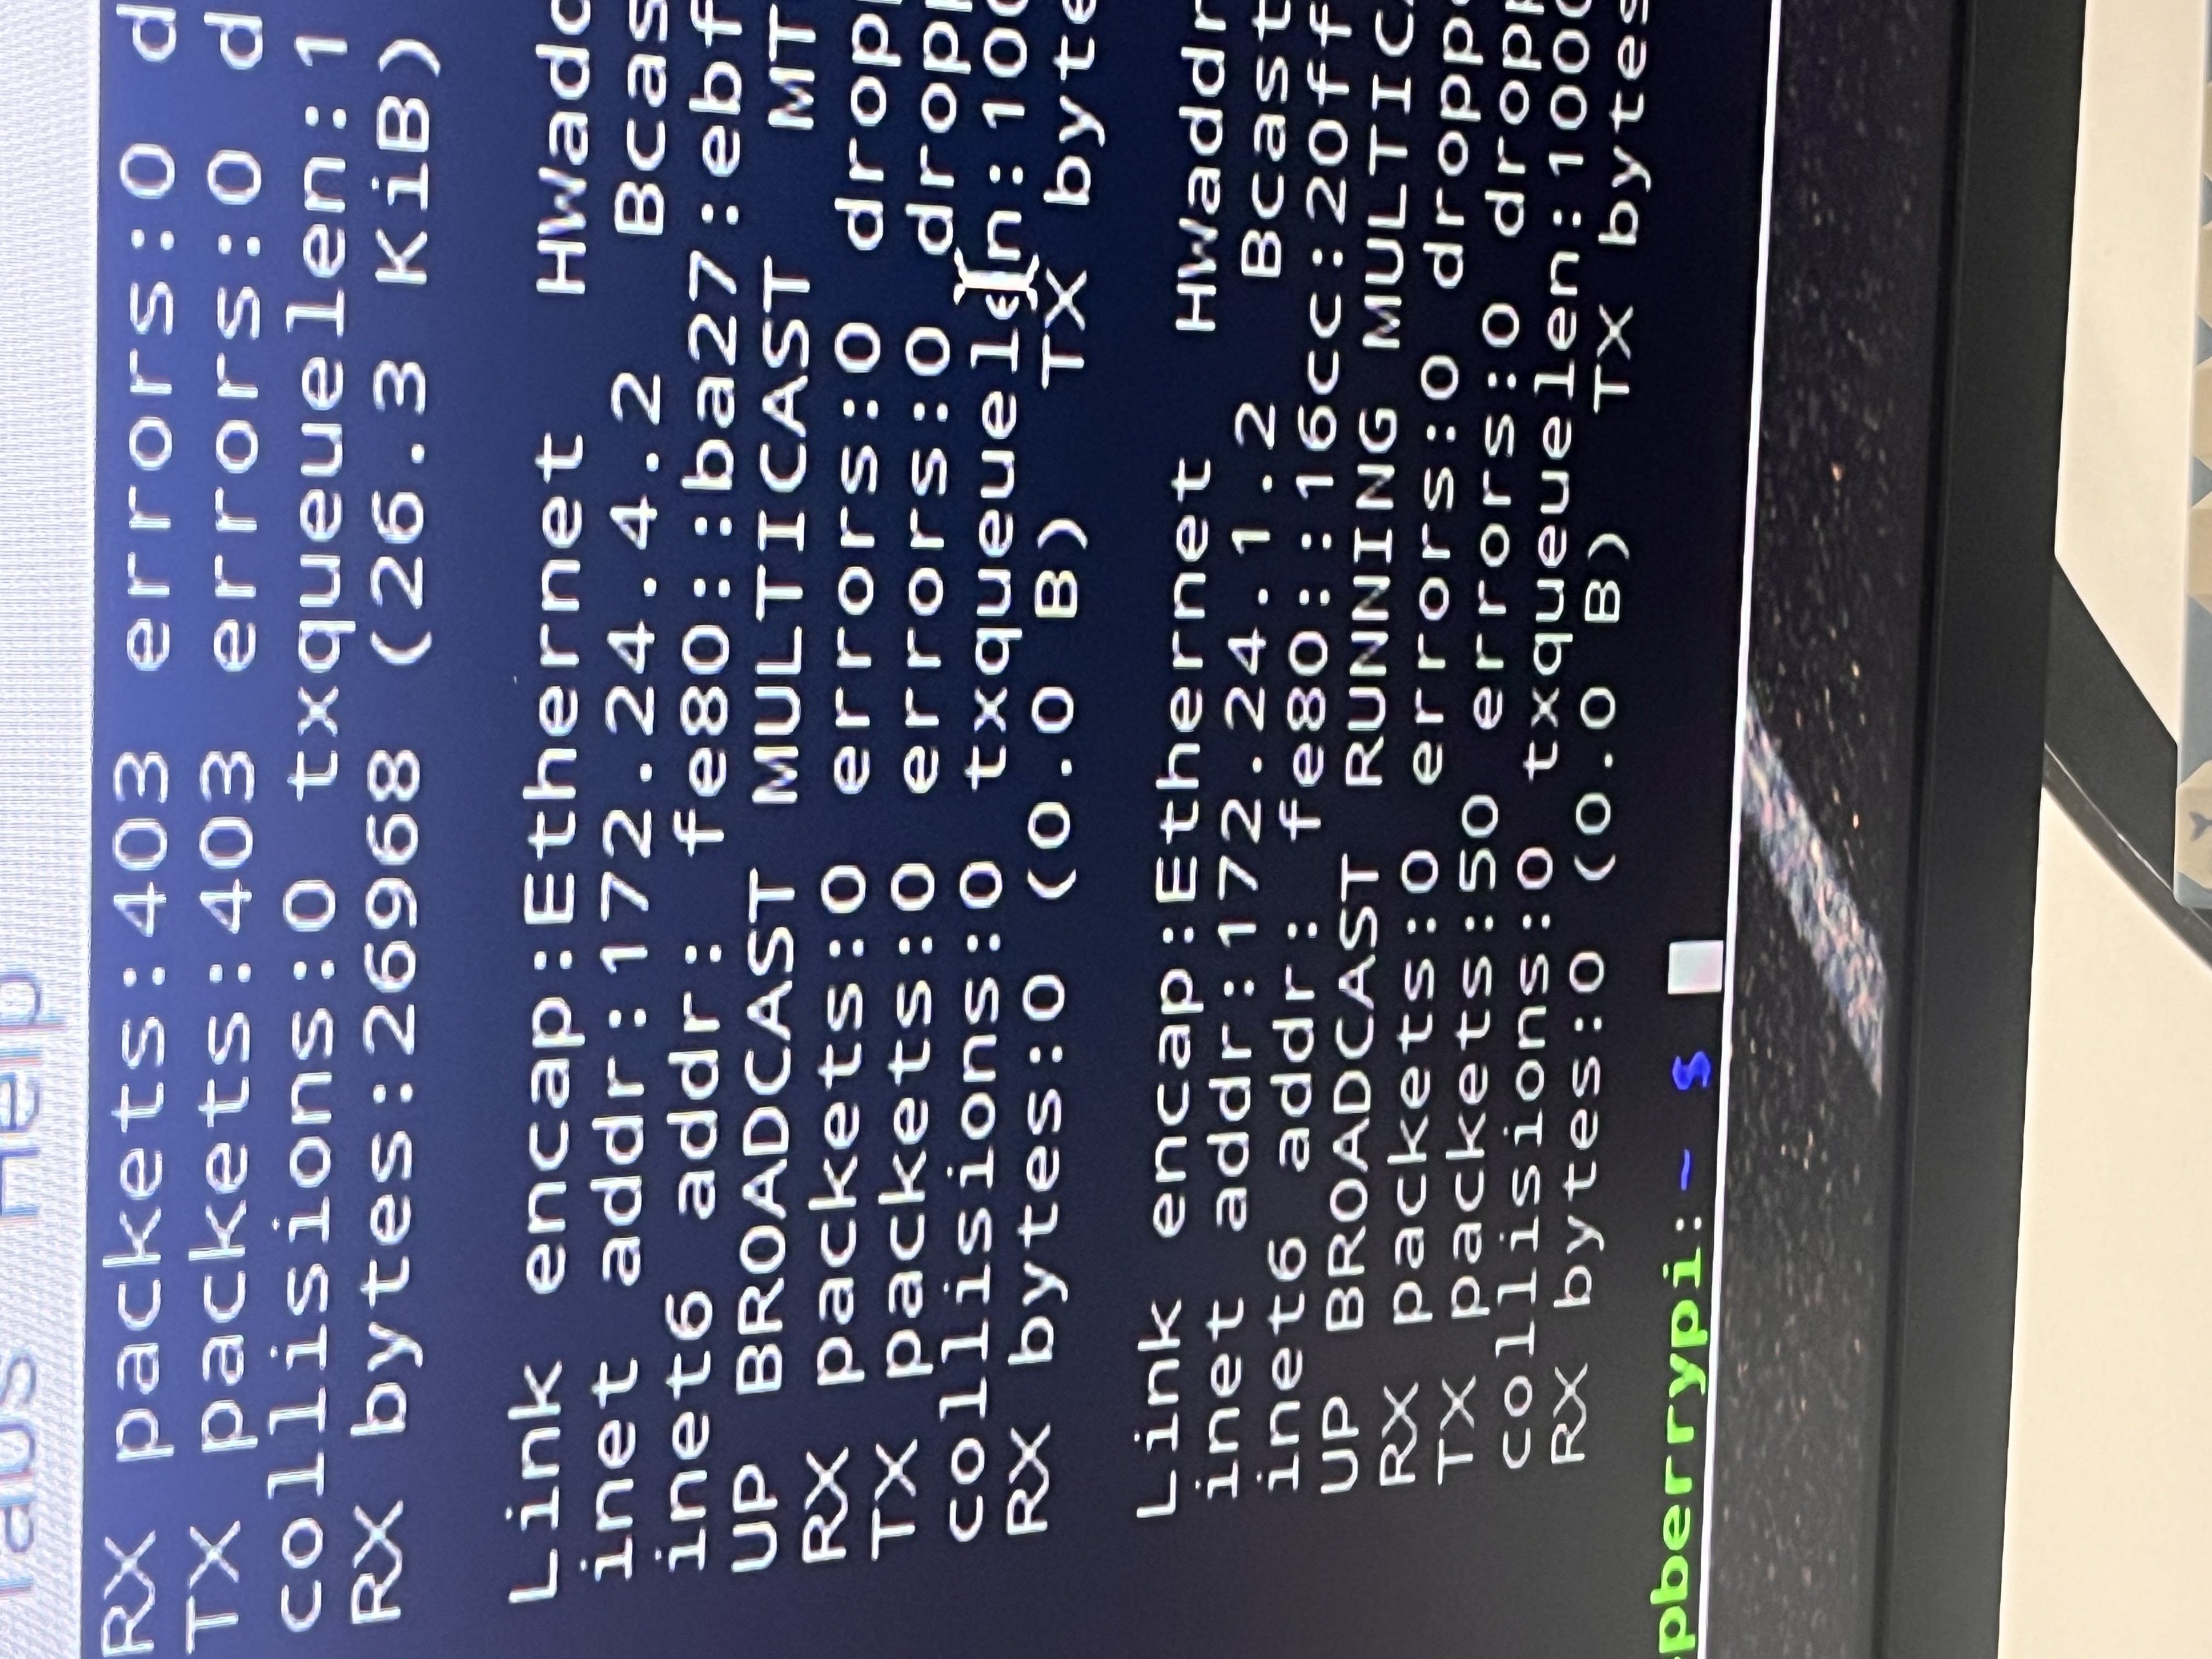 Tabs Help
RX packets:403 errors:0 d
TX packets:403 errors:0 d
collisions:0 txqueuelen:1
RX bytes:26968 (26.3 KiB)
Link encap:Ethernet HWadd
inet addr:172.24.4.2 Bcas
inet6 addr: fe80::ba27:ebf
UP BROADCAST MULTICAST MT
RX packets:0 errors:0 dropp
TX packets:0 errors:0 dropp
collisions:0 txqueuelen:100
RX bytes:0 (0.0 B) TX byte
Link encap:Ethernet HWaddr
inet addr:172.24.1.2 Bcast
inet6 addr: fe80::16cc:20ff
UP BROADCAST RUNNING MULTICA
RX packets:0 errors:0 droppe
TX packets:50 errors:0 dropp
collisions:0 txqueuelen:1000
RX bytes:0 (0.0 B) TX bytes
pberrypi:~ $